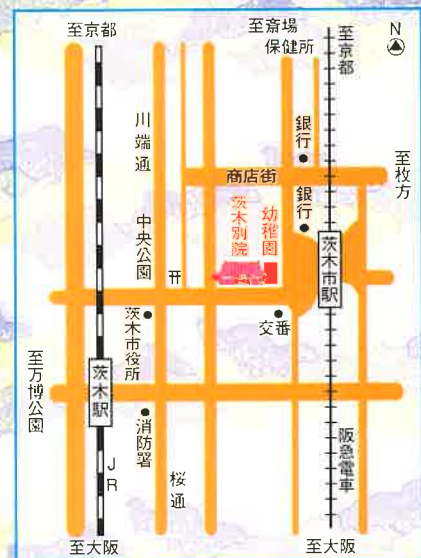 至京都
至斎場
保健所
至京都
N
川端通
銀行
商店街
至枚方
銀行
中央公園
茨木別院
幼稚園
茨木市駅
茨木市役所
交番
至万博公園
茨木駅
消防署
JR
桜通
阪急電車
至大阪
至大阪